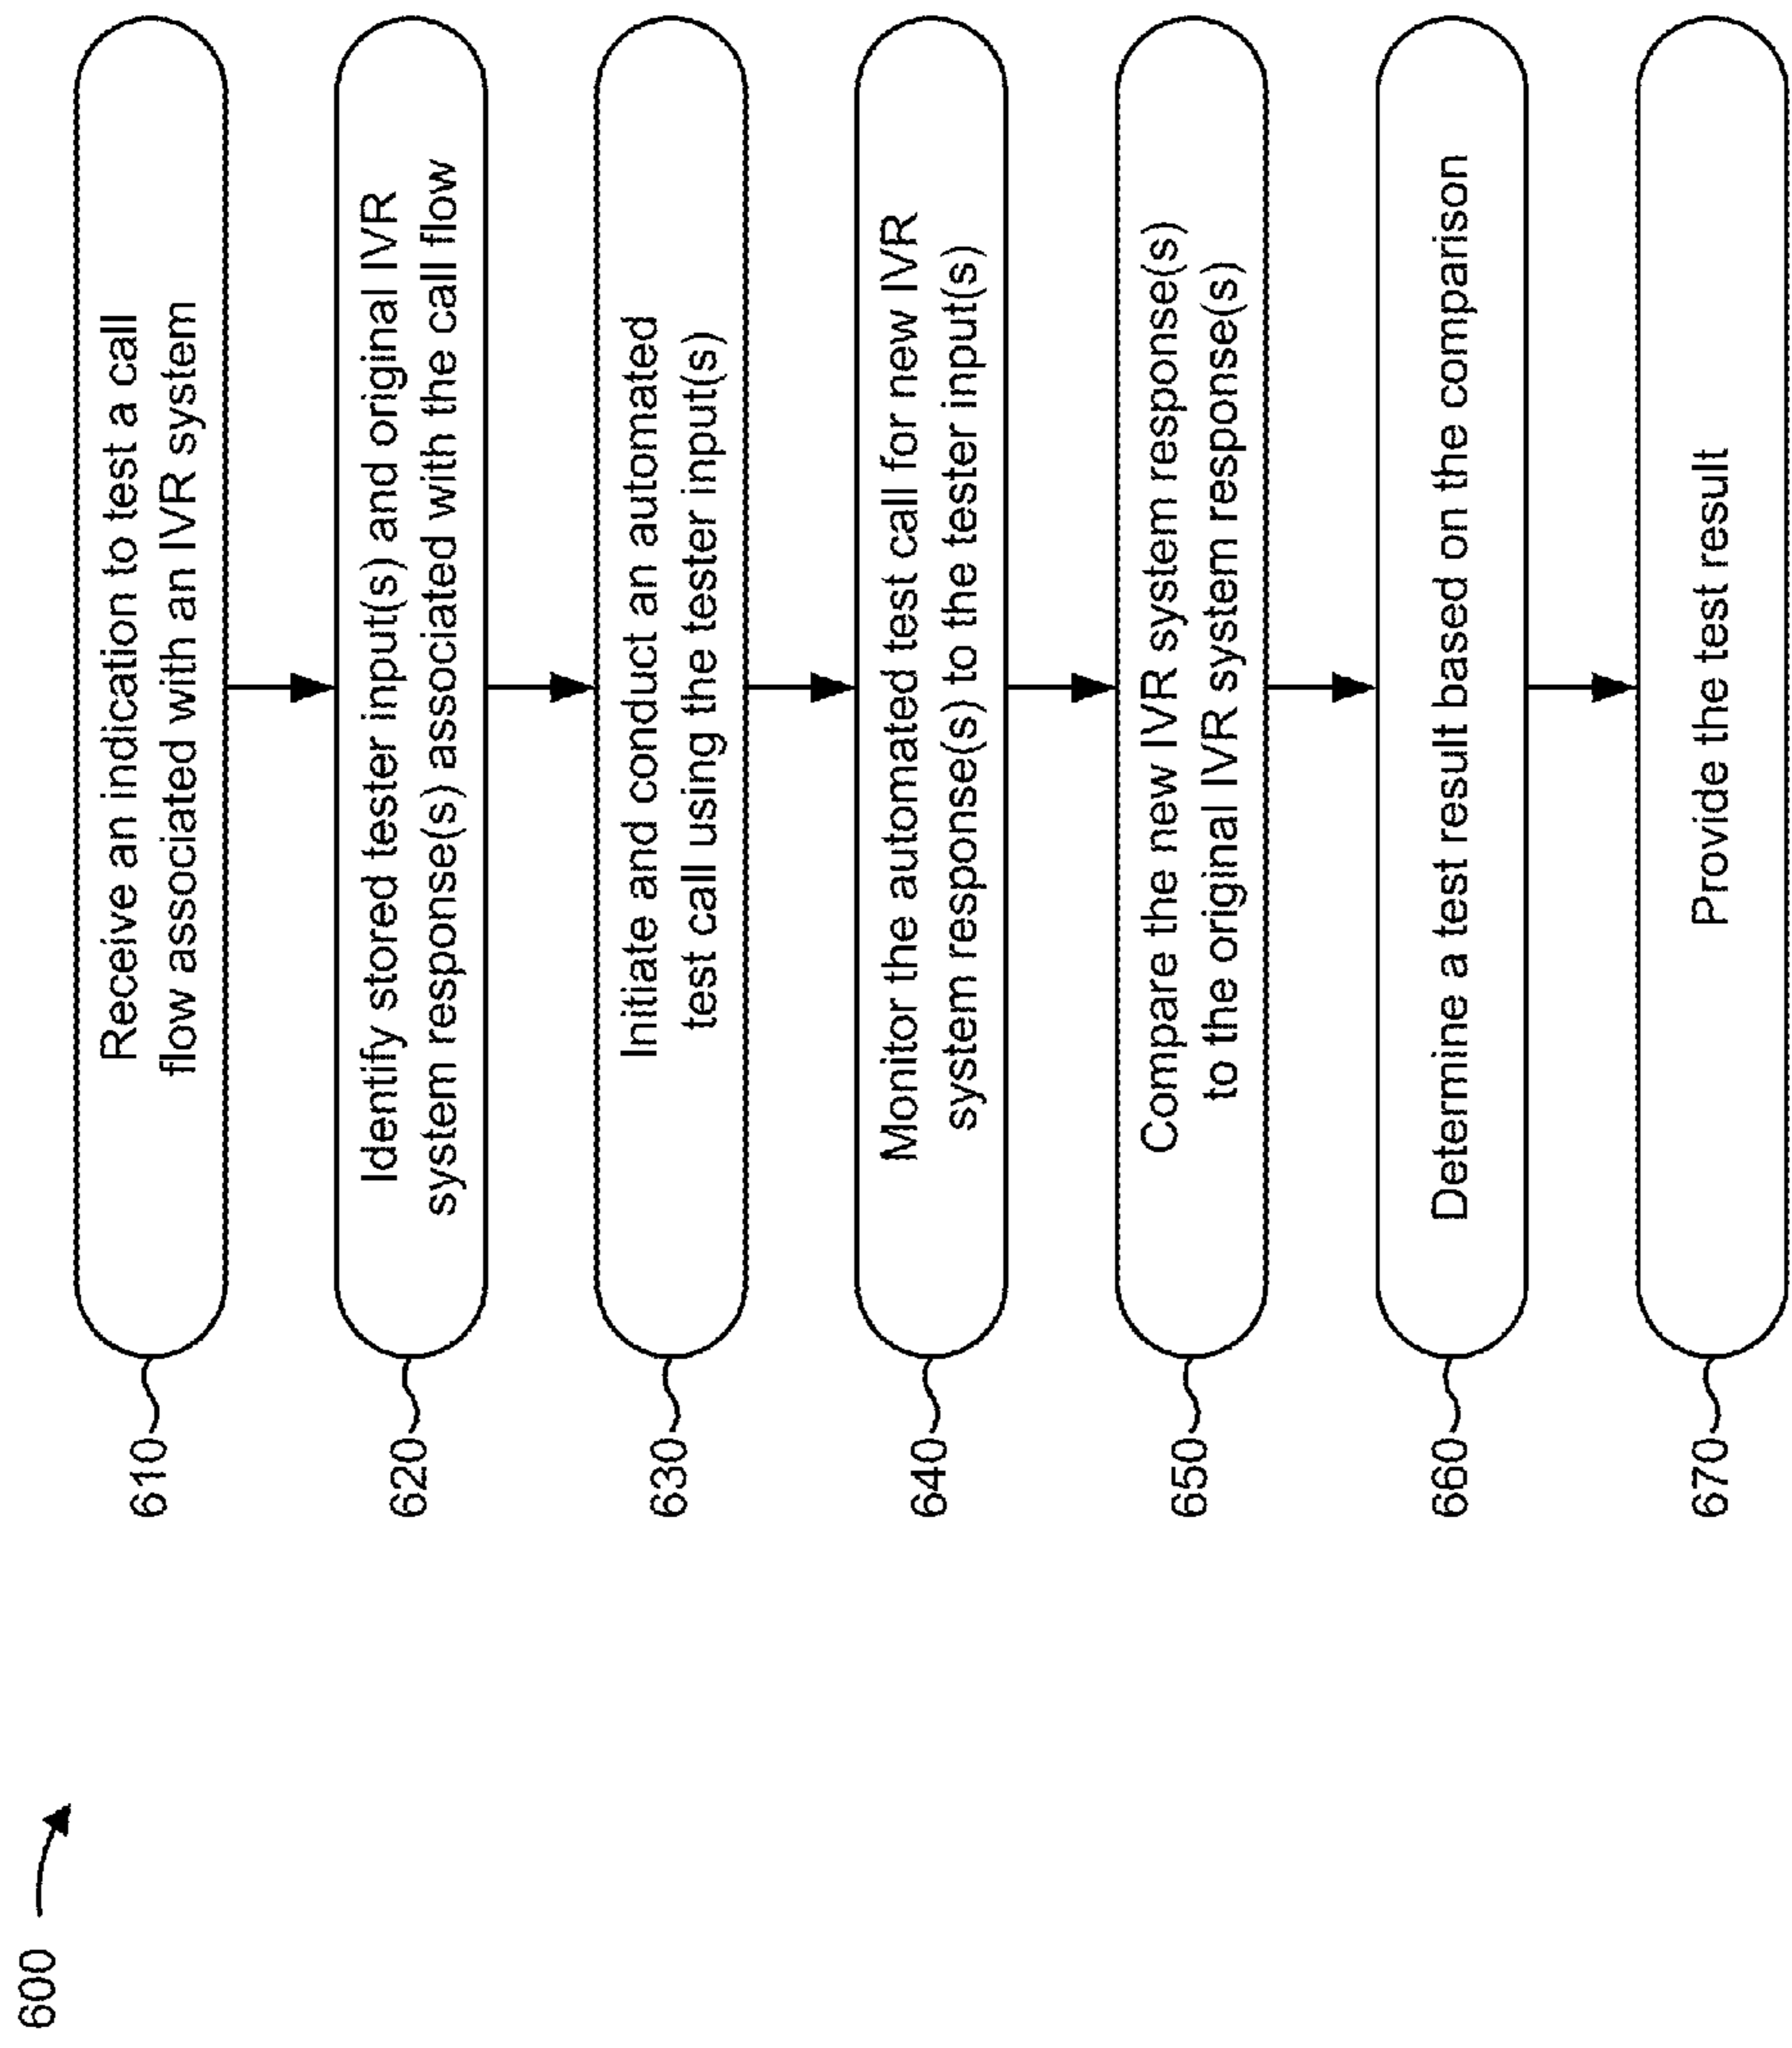 600
610
Receive an indication to test a call
flow associated with an IVR system
620
Identify stored tester input(s) and original IVR
system response(s) associated with the call flow
630
Initiate and conduct an automated
test call using the tester input(s)
640
Monitor the automated test call for new IVR
system response(s) to the tester input(s)
650
Compare the new IVR system response(s)
to the original IVR system response(s)
660
Determine a test result based on the comparison
670
Provide the test result